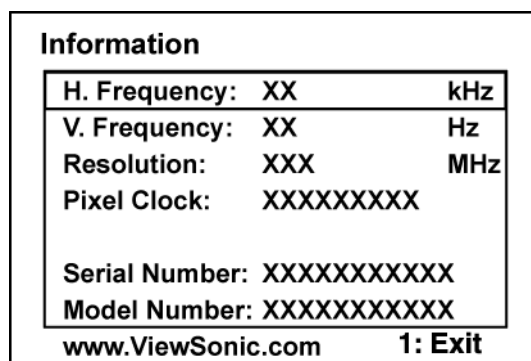 Information
H. Frequency: XX kHz
V. Frequency: XX Hz
Resolution: XXX MHz
Pixel Clock: XXXXXXXXX
Serial Number: XXXXXXXXXXX
Model Number: XXXXXXXXXXX
www.ViewSonic.com 1: Exit